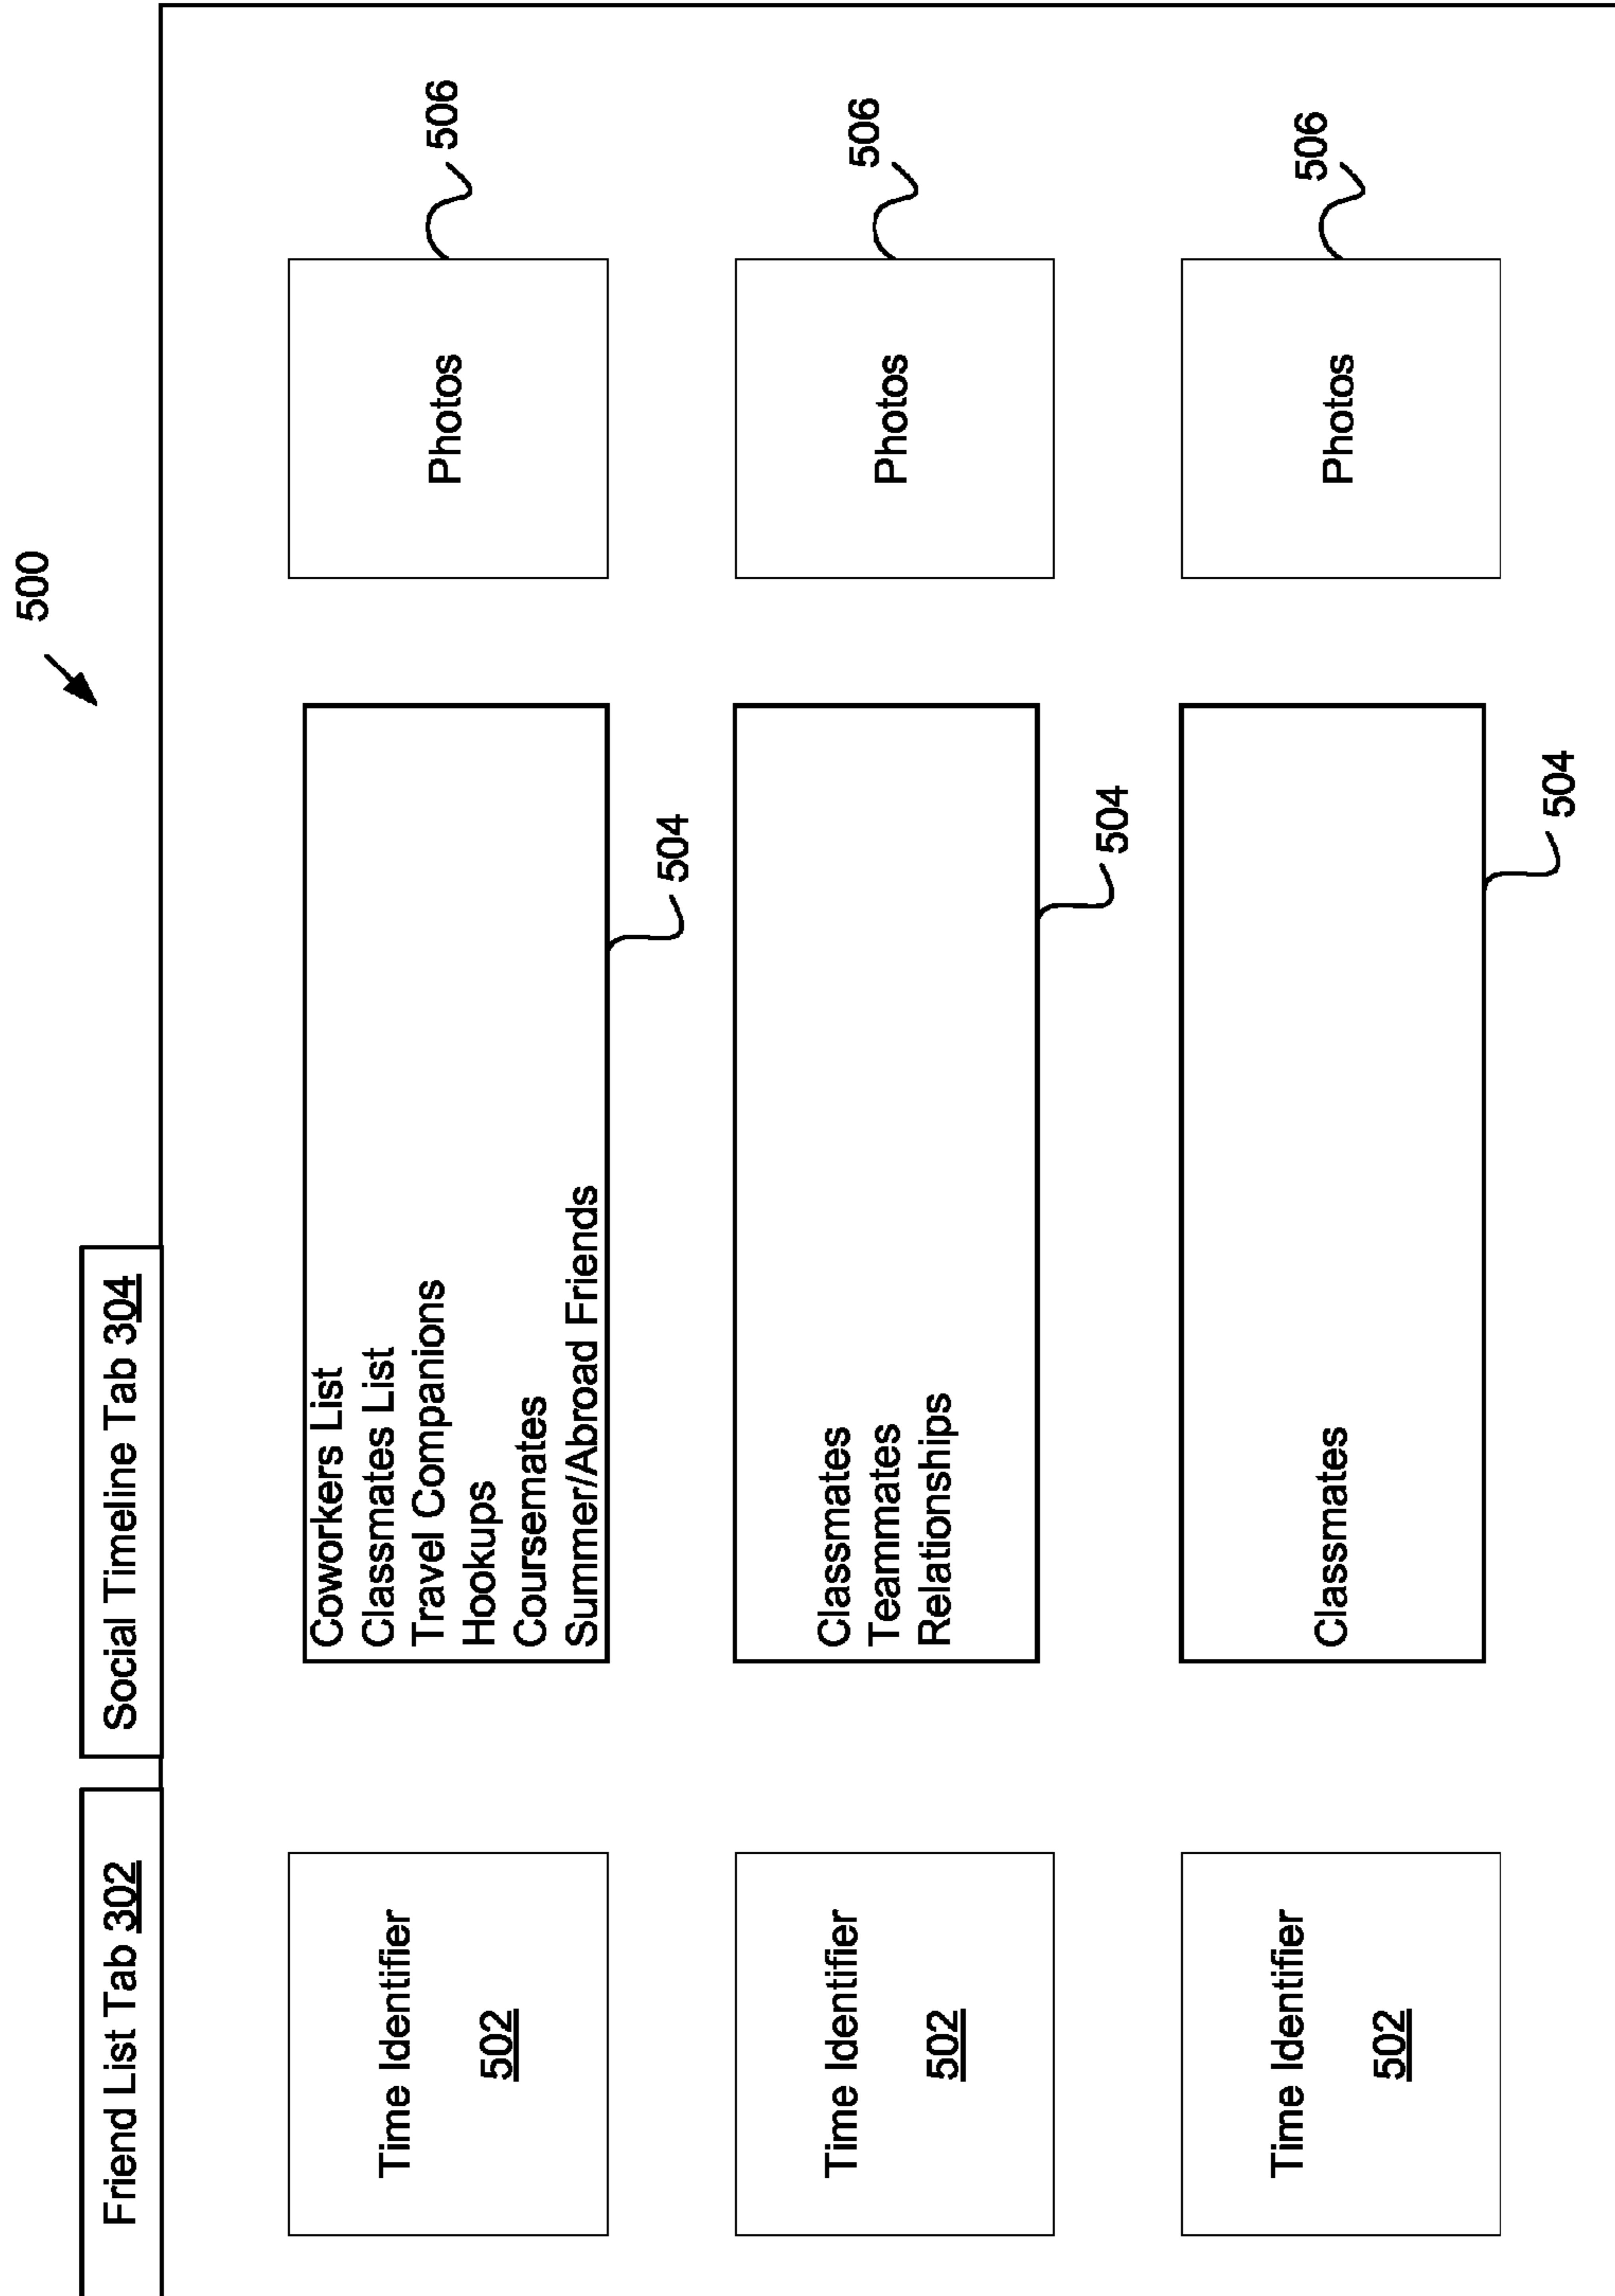 500
Friend List Tab 302
Social Timeline Tab 304
Time Identifier
502
Coworkers List
Classmates List
Travel Companions
Hookups
Coursemates
Summer/Abroad Friends
504
Photos
506
Time Identifier
502
Classmates
Teammates
Relationships
504
Photos
506
Time Identifier
502
Classmates
504
Photos
506